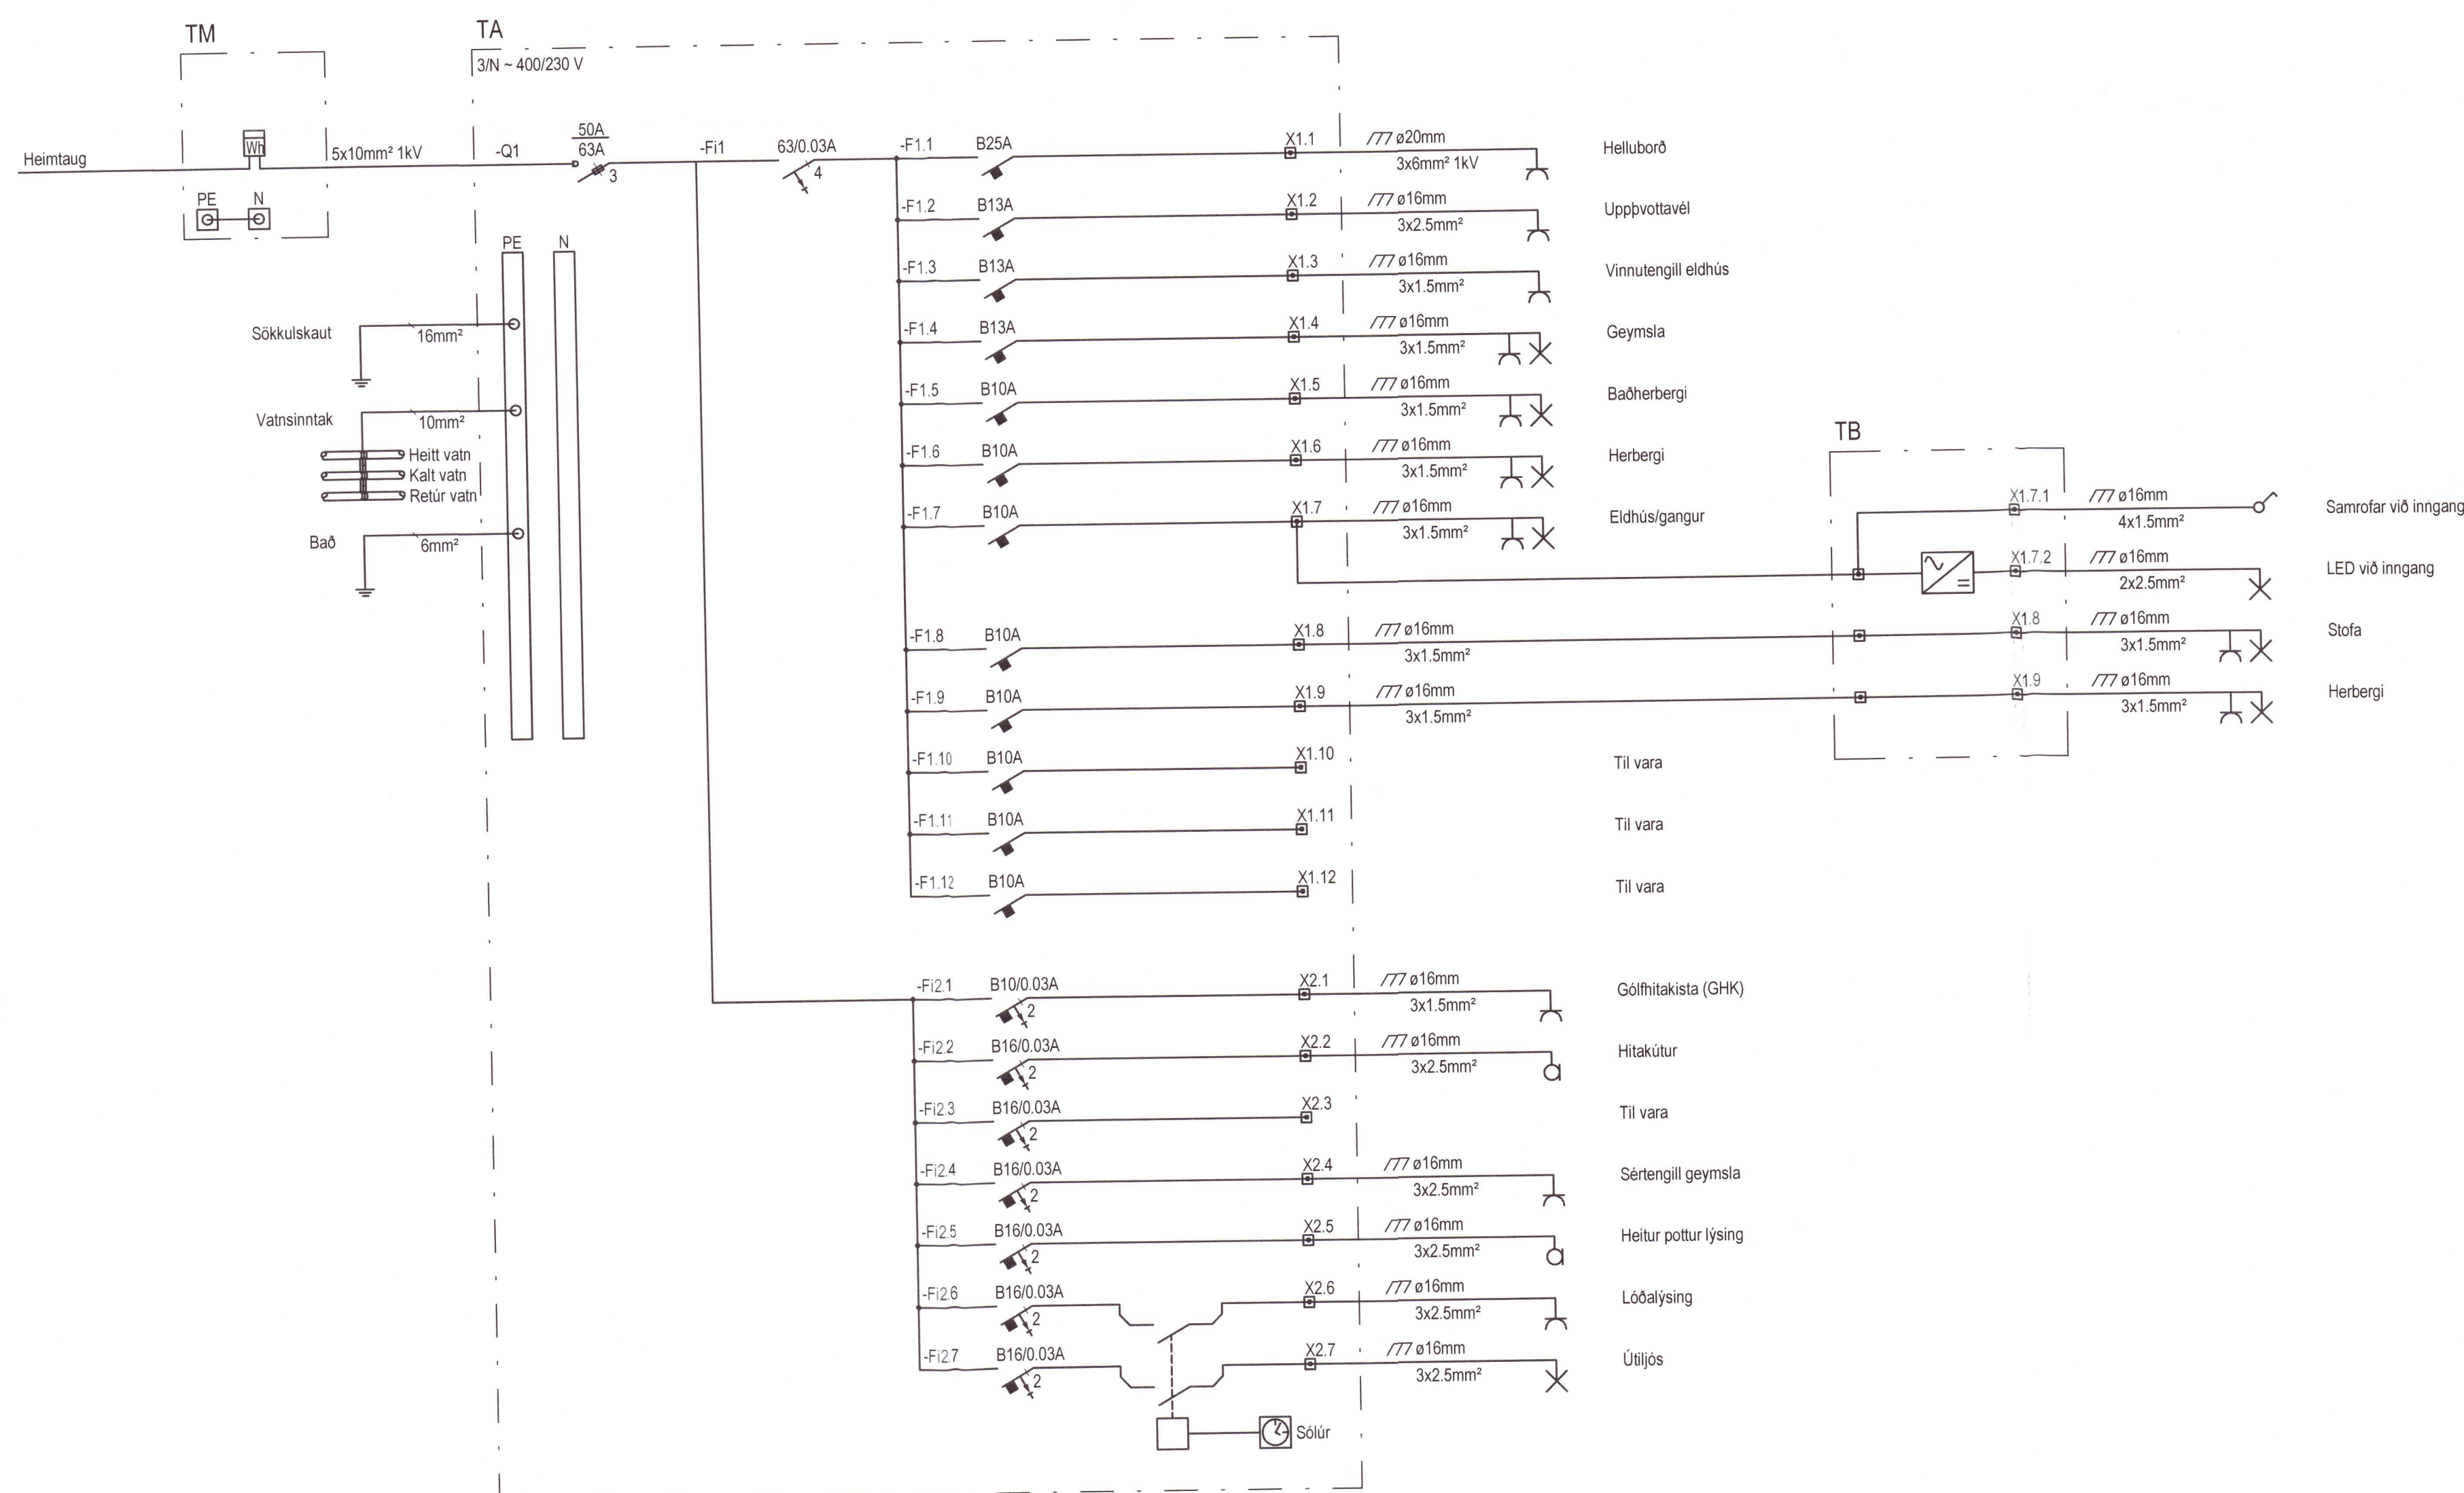 TM
TA
3/N ~ 400/230 V
Heimtaug
Wh
5x10mm² 1kV
-Q1
50A
63A
3
-Fi1
63/0.03A
4
PE N
PE N
Sökkulskaut
16mm²
Vatnsinntak
10mm²
Heitt vatn
Kalt vatn
Retúr vatn
Bað
6mm²
-F1.1 B25A X1.1 ø20mm Helluborð
3x6mm² 1kV
-F1.2 B13A X1.2 ø16mm Uppþvottavél
3x2.5mm²
-F1.3 B13A X1.3 ø16mm Vinnutengill eldhús
3x1.5mm²
-F1.4 B13A X1.4 ø16mm Geymsla
3x1.5mm²
-F1.5 B10A X1.5 ø16mm Baðherbergi
3x1.5mm²
-F1.6 B10A X1.6 ø16mm Herbergi
3x1.5mm²
-F1.7 B10A X1.7 ø16mm Eldhús/gangur
3x1.5mm²
TB
X1.7.1 ø16mm Samrofar við inngang
4x1.5mm²
X1.7.2 ø16mm LED við inngang
2x2.5mm²
-F1.8 B10A X1.8 ø16mm X1.8 ø16mm Stofa
3x1.5mm² 3x1.5mm²
-F1.9 B10A X1.9 ø16mm X1.9 ø16mm Herbergi
3x1.5mm² 3x1.5mm²
-F1.10 B10A X1.10 Til vara
-F1.11 B10A X1.11 Til vara
-F1.12 B10A X1.12 Til vara
-Fi2.1 B10/0.03A X2.1 ø16mm Gólfhitakista (GHK)
2 3x1.5mm²
-Fi2.2 B16/0.03A X2.2 ø16mm Hitakútur
2 3x2.5mm²
-Fi2.3 B16/0.03A X2.3 Til vara
2
-Fi2.4 B16/0.03A X2.4 ø16mm Sértengill geymsla
2 3x2.5mm²
-Fi2.5 B16/0.03A X2.5 ø16mm Heitur pottur lýsing
2 3x2.5mm²
-Fi2.6 B16/0.03A X2.6 ø16mm Lóðalýsing
2 3x2.5mm²
-Fi2.7 B16/0.03A X2.7 ø16mm Útiljós
2 3x2.5mm²
Sólúr